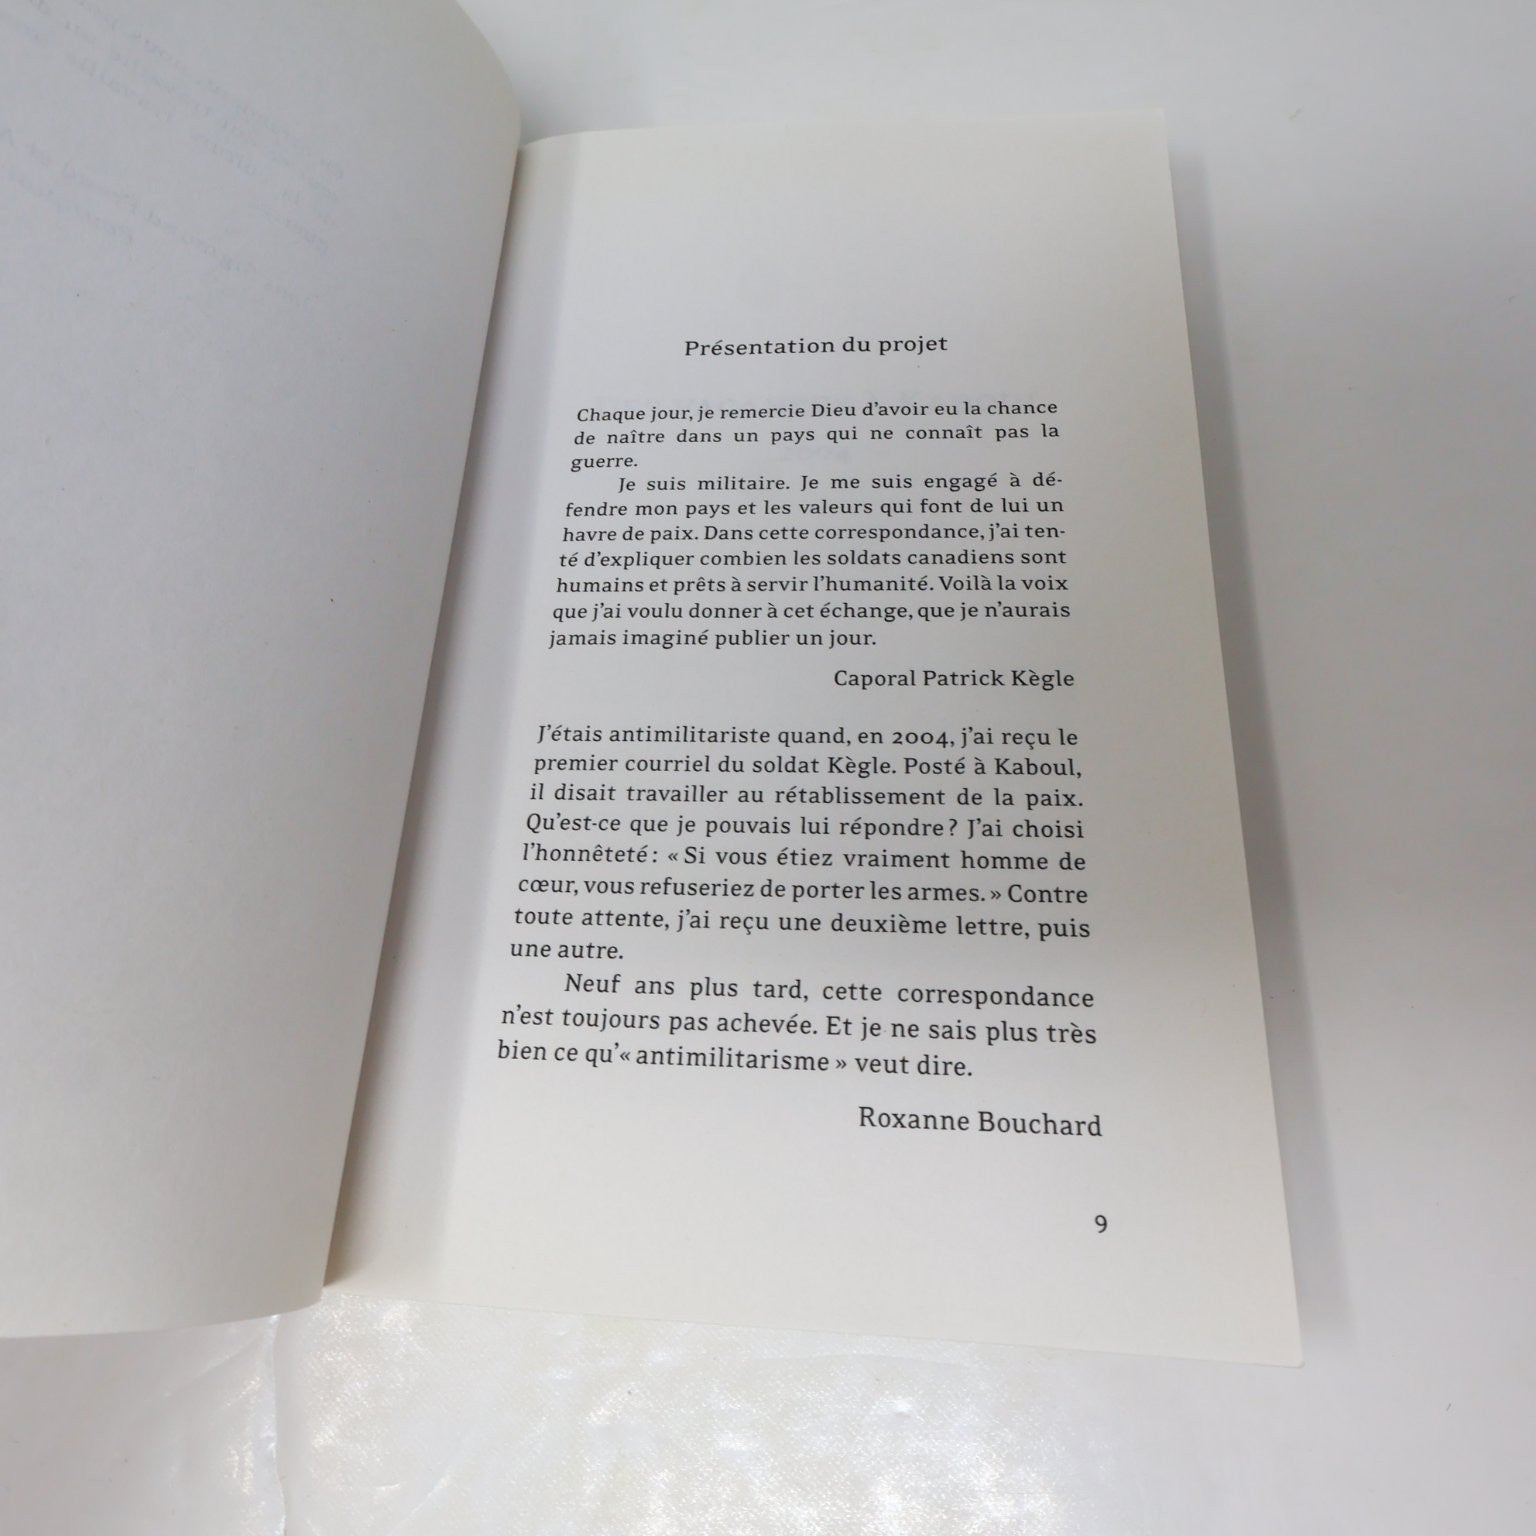 Présentation du projet
Chaque jour, je remercie Dieu d'avoir eu la chance
de naître dans un pays qui ne connaît pas la
guerre.
Je suis militaire. Je me suis engagé à dé-
fendre mon pays et les valeurs qui font de lui un
havre de paix. Dans cette correspondance, j'ai ten-
té d'expliquer combien les soldats canadiens sont
humains et prêts à servir l'humanité. Voilà la voix
que j'ai voulu donner à cet échange, que je n'aurais
jamais imaginé publier un jour.
Caporal Patrick Kègle
J'étais antimilitariste quand, en 2004, j'ai reçu le
premier courriel du soldat Kègle. Posté à Kaboul,
il disait travailler au rétablissement de la paix.
Qu'est-ce que je pouvais lui répondre ? J'ai choisi
l'honnêteté : « Si vous étiez vraiment homme de
cœur, vous refuseriez de porter les armes. » Contre
toute attente, j'ai reçu une deuxième lettre, puis
une autre.
Neuf ans plus tard, cette correspondance
n'est toujours pas achevée. Et je ne sais plus très
bien ce qu'« antimilitarisme » veut dire.
Roxanne Bouchard
9